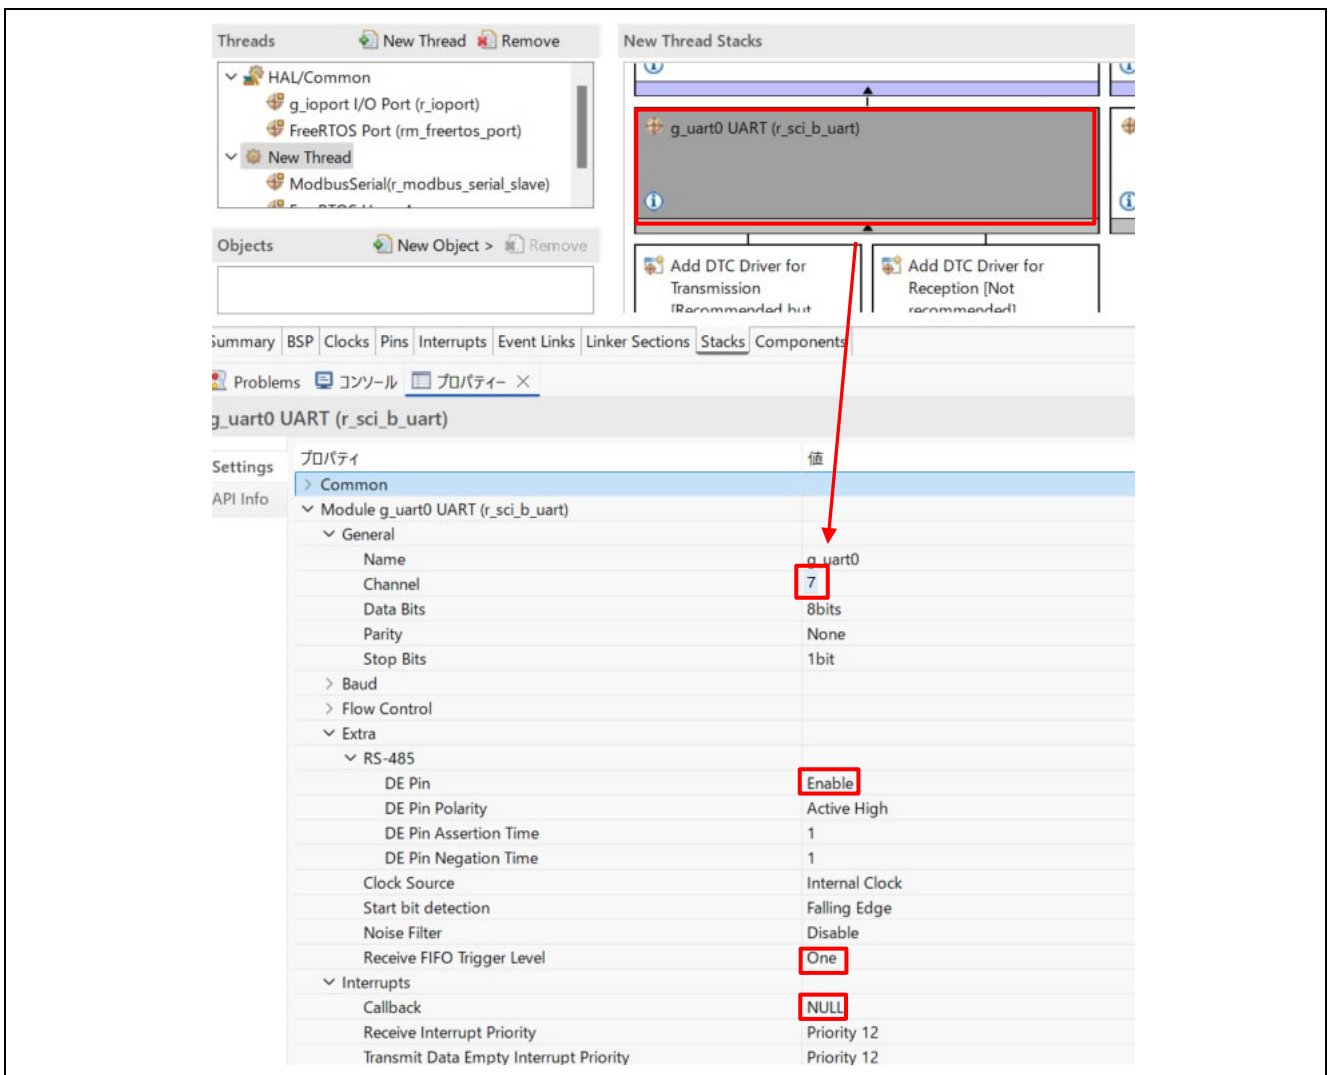 Threads New Thread Remove
New Thread Stacks
HAL/Common
g_ioport I/O Port (r_ioport)
FreeRTOS Port (rm_freertos_port)
New Thread
ModbusSerial(r_modbus_serial_slave)
g_uart0 UART (r_sci_b_uart)
Objects New Object > Remove
Add DTC Driver for
Transmission
[Recommended but
Add DTC Driver for
Reception [Not
recommended]
Summary BSP Clocks Pins Interrupts Event Links Linker Sections Stacks Components
Problems コンソール プロパティー
g_uart0 UART (r_sci_b_uart)
Settings
API Info
プロパティ 値
Common
Module g_uart0 UART (r_sci_b_uart)
General
Name g_uart0
Channel 7
Data Bits 8bits
Parity None
Stop Bits 1bit
Baud
Flow Control
Extra
RS-485
DE Pin Enable
DE Pin Polarity Active High
DE Pin Assertion Time 1
DE Pin Negation Time 1
Clock Source Internal Clock
Start bit detection Falling Edge
Noise Filter Disable
Receive FIFO Trigger Level One
Interrupts
Callback NULL
Receive Interrupt Priority Priority 12
Transmit Data Empty Interrupt Priority Priority 12